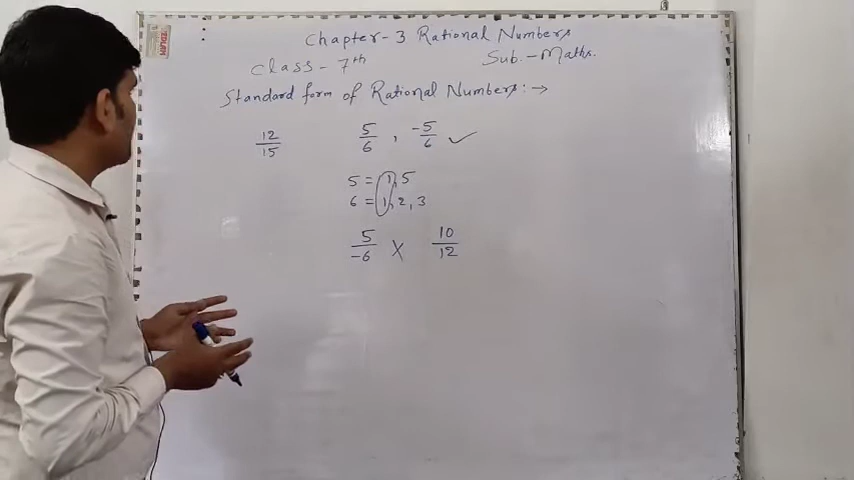 Chapter-3 Rational Numbers
Class-7th Sub.-Maths.
Standard form of Rational Numbers:→
12/15 5/6, -5/6 ✓
5 = 1, 5
6 = 1, 2, 3
5/-6 X 10/12